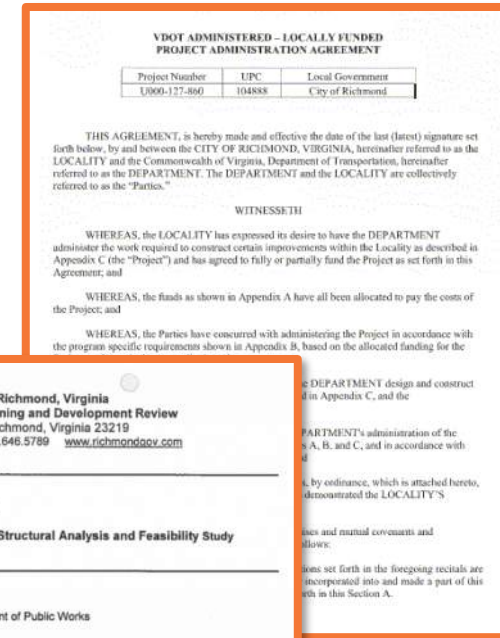 VDOT ADMINISTERED – LOCALLY FUNDED
PROJECT ADMINISTRATION AGREEMENT
Project Number UPC Local Government
U000-127-860 104888 City of Richmond
THIS AGREEMENT, is hereby made and effective the date of the last (latest) signature set
forth below, by and between the CITY OF RICHMOND, VIRGINIA, hereinafter referred to as the
LOCALITY and the Commonwealth of Virginia, Department of Transportation, hereinafter
referred to as the DEPARTMENT. The DEPARTMENT and the LOCALITY are collectively
referred to as the "Parties."
WITNESSETH
WHEREAS, the LOCALITY has expressed its desire to have the DEPARTMENT
administer the work required to construct certain improvements within the Locality as described in
Appendix C (the "Project") and has agreed to fully or partially fund the Project as set forth in this
Agreement; and
WHEREAS, the funds as shown in Appendix A have all been allocated to pay the costs of
the Project; and
WHEREAS, the Parties have concurred with administering the Project in accordance with
the program specific requirements shown in Appendix B, based on the allocated funding for the
DEPARTMENT design and construct
in Appendix C, and the
DEPARTMENT's administration of the
A, B, and C, and in accordance with
by ordinance, which is attached hereto,
demonstrated the LOCALITY'S
and mutual covenants and
set forth in the foregoing recitals are
incorporated into and made a part of this
in this Section A.
Richmond, Virginia
and Development Review
Virginia 23219
646.5789 www.richmondgov.com
Structural Analysis and Feasibility Study
of Public Works